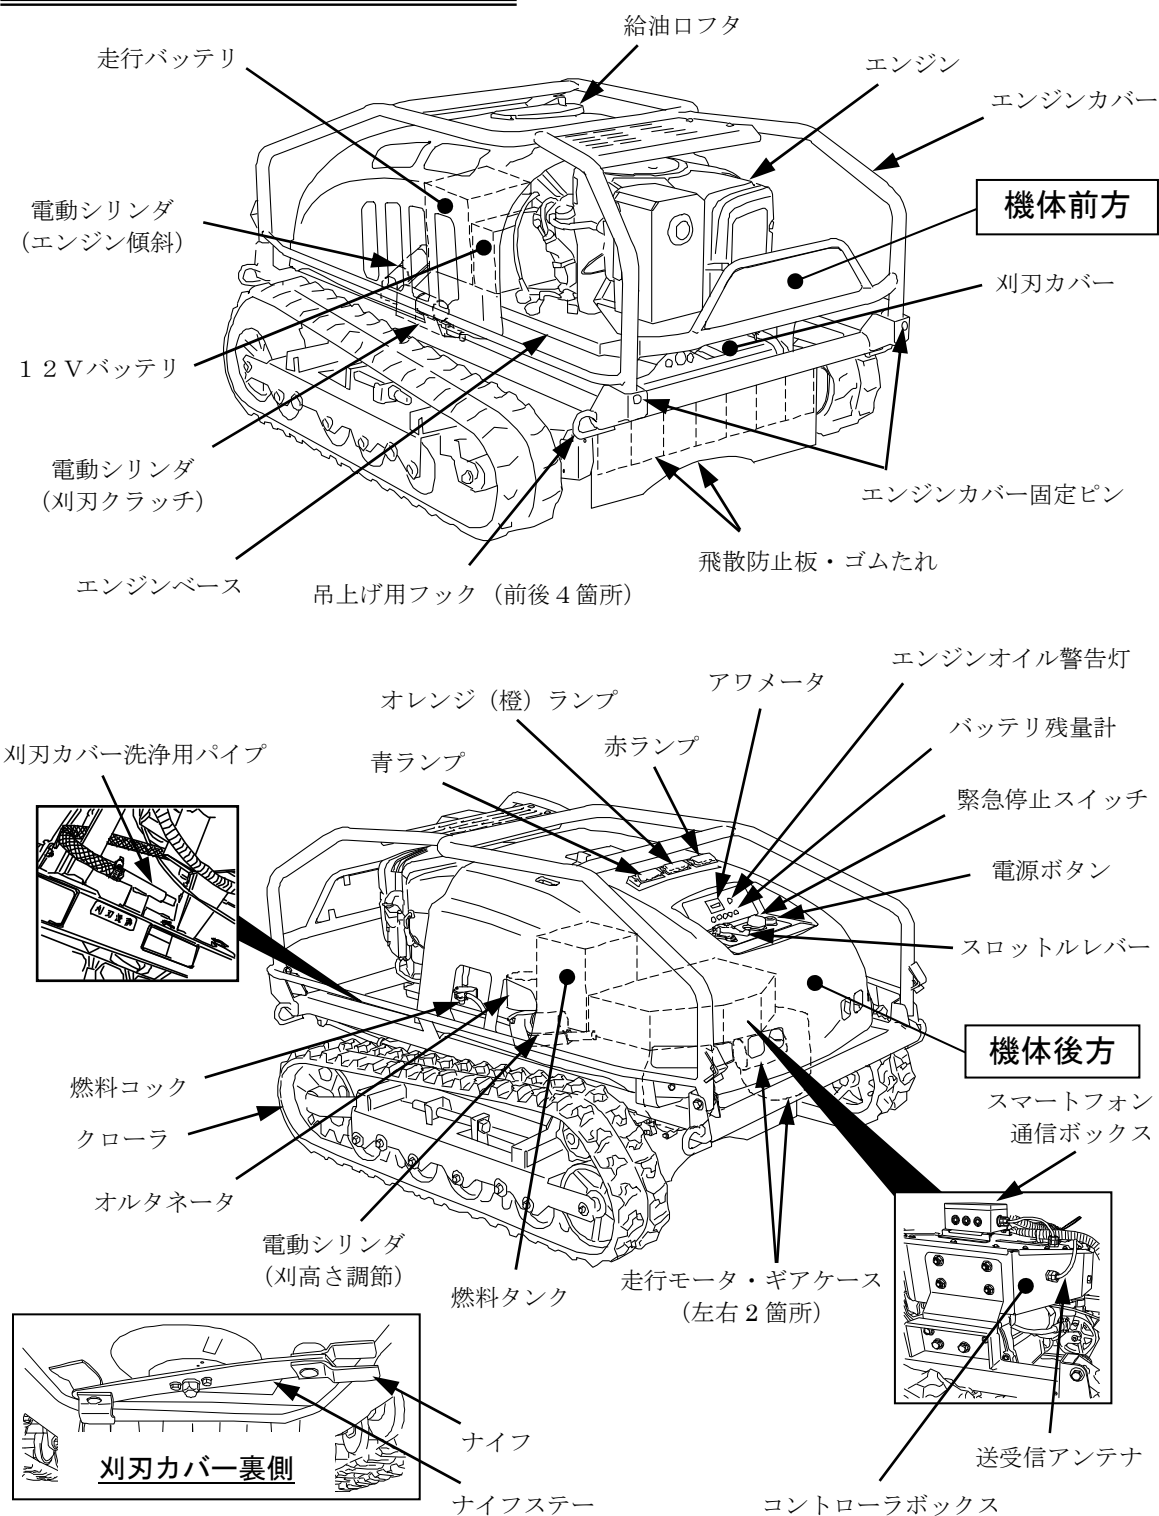 給油口フタ
走行バッテリ
エンジン
エンジンカバー
電動シリンダ
（エンジン傾斜）
機体前方
刈刃カバー
１２Ｖバッテリ
電動シリンダ
（刈刃クラッチ）
エンジンカバー固定ピン
飛散防止板・ゴムたれ
エンジンベース
吊上げ用フック（前後４箇所）
エンジンオイル警告灯
アワメータ
オレンジ（橙）ランプ
バッテリ残量計
赤ランプ
刈刃カバー洗浄用パイプ
青ランプ
緊急停止スイッチ
電源ボタン
刈刃洗浄
スロットルレバー
機体後方
燃料コック
スマートフォン
通信ボックス
クローラ
オルタネータ
電動シリンダ
（刈高さ調節）
燃料タンク
走行モータ・ギアケース
（左右２箇所）
ナイフ
送受信アンテナ
刈刃カバー裏側
ナイフステー
コントローラボックス